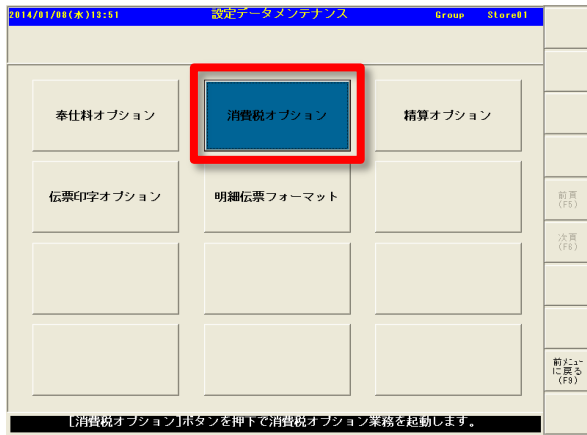 2014/01/08(水)13:51 設定データメンテナンス Group Store01
奉仕料オプション 消費税オプション 精算オプション
伝票印字オプション 明細伝票フォーマット
前頁
(F5)
次頁
(F6)
前ﾒﾆｭｰ
に戻る
(F9)
[消費税オプション]ボタンを押下で消費税オプション業務を起動します。